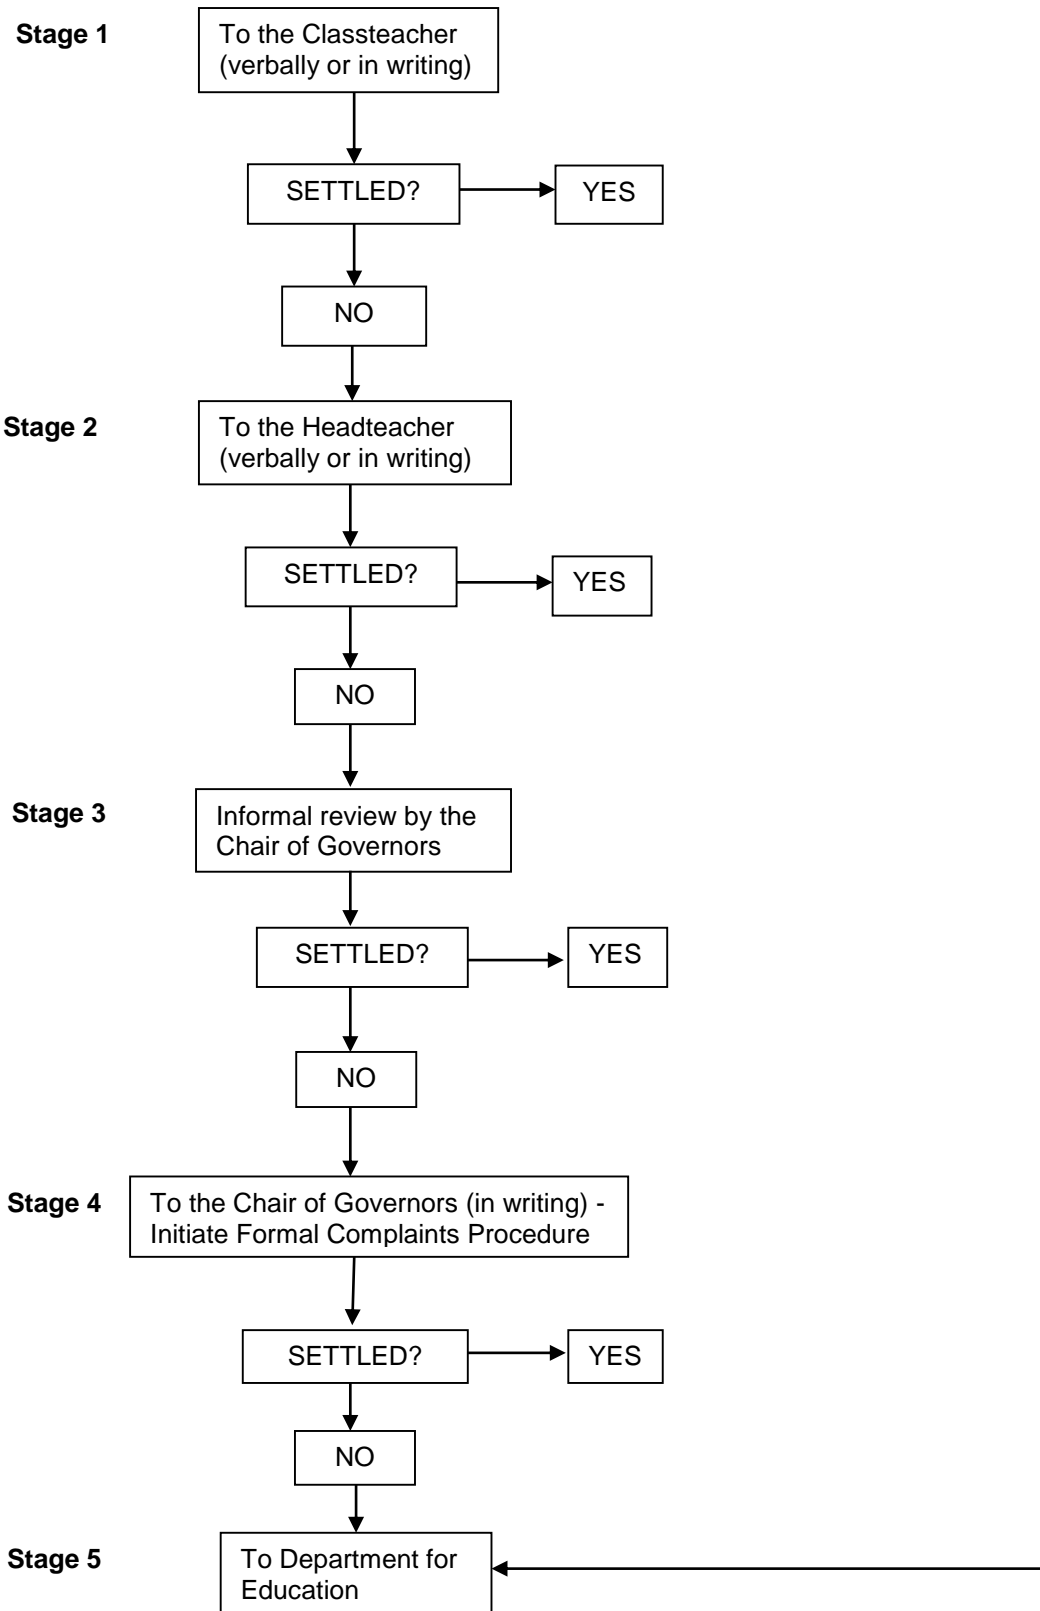 Stage 1
To the Classteacher
(verbally or in writing)
SETTLED?
YES
NO
Stage 2
To the Headteacher
(verbally or in writing)
SETTLED?
YES
NO
Stage 3
Informal review by the
Chair of Governors
SETTLED?
YES
NO
Stage 4
To the Chair of Governors (in writing) -
Initiate Formal Complaints Procedure
SETTLED?
YES
NO
Stage 5
To Department for
Education